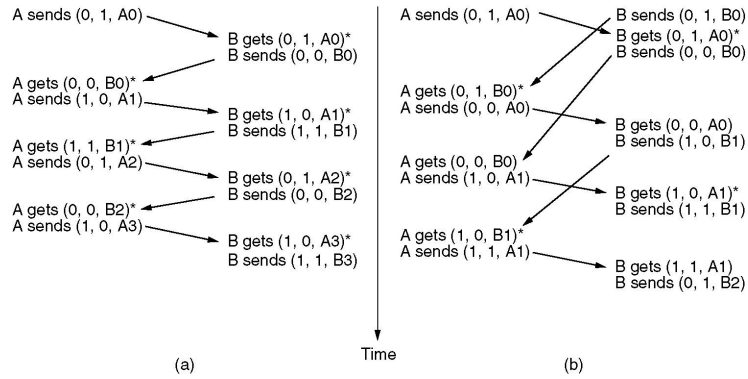 A sends (0, 1, A0)
B gets (0, 1, A0)*
B sends (0, 0, B0)
A gets (0, 0, B0)*
A sends (1, 0, A1)
B gets (1, 0, A1)*
B sends (1, 1, B1)
A gets (1, 1, B1)*
A sends (0, 1, A2)
B gets (0, 1, A2)*
B sends (0, 0, B2)
A gets (0, 0, B2)*
A sends (1, 0, A3)
B gets (1, 0, A3)*
B sends (1, 1, B3)
(a)
Time
A sends (0, 1, A0)
B sends (0, 1, B0)
B gets (0, 1, A0)*
B sends (0, 0, B0)
A gets (0, 1, B0)*
A sends (0, 0, A0)
B gets (0, 0, A0)
B sends (1, 0, B1)
A gets (0, 0, B0)
A sends (1, 0, A1)
B gets (1, 0, A1)*
B sends (1, 1, B1)
A gets (1, 0, B1)*
A sends (1, 1, A1)
B gets (1, 1, A1)
B sends (0, 1, B2)
(b)